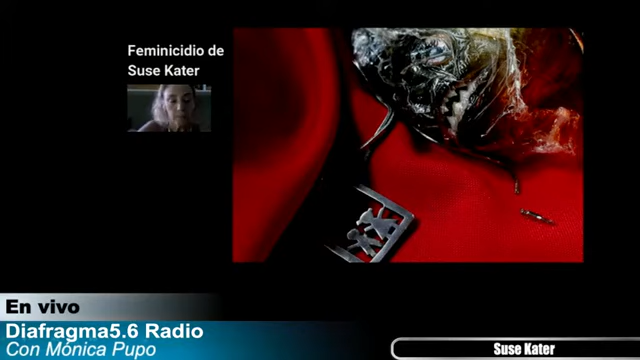 Feminicidio de
Suse Kater
En vivo
Diafragma5.6 Radio
Con Mónica Pupo
Suse Kater